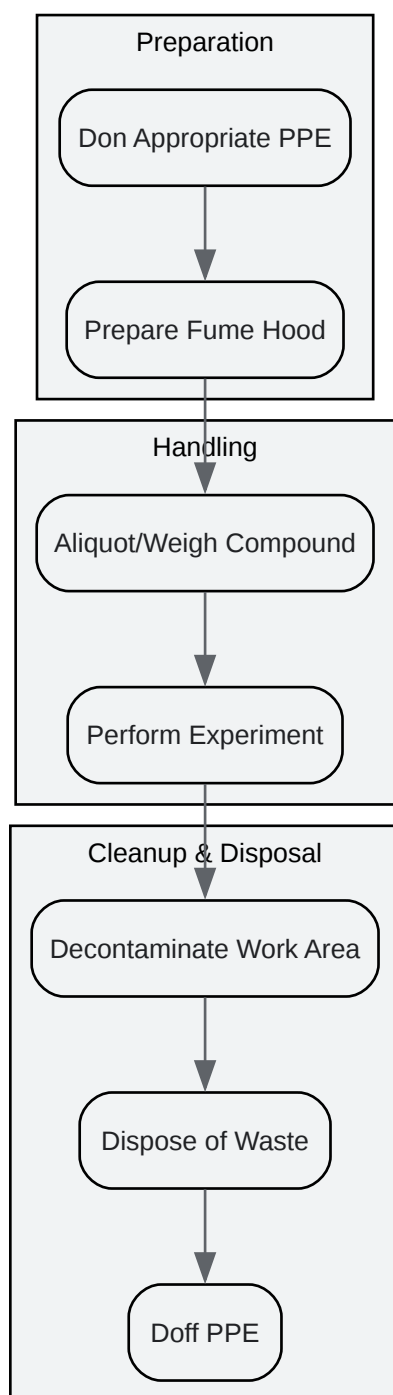 Preparation
Don Appropriate PPE
Prepare Fume Hood
Handling
Aliquot/Weigh Compound
Perform Experiment
Cleanup & Disposal
Decontaminate Work Area
Dispose of Waste
Doff PPE